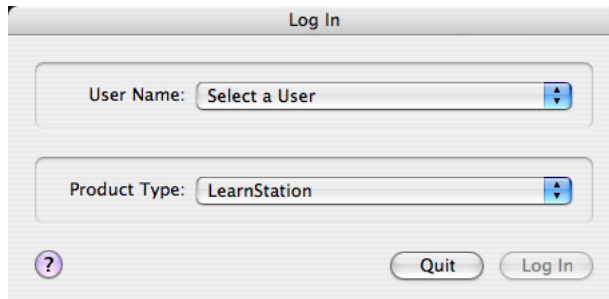 Log In
User Name: Select a User
Product Type: LearnStation
? Quit Log In